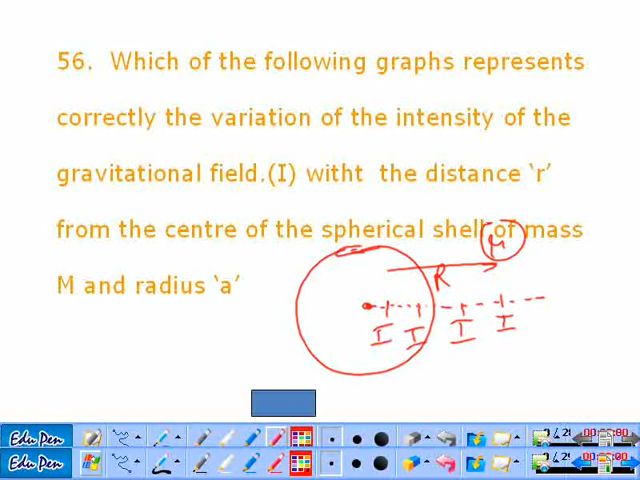 56. Which of the following graphs represents
correctly the variation of the intensity of the
gravitational field.(I) witht the distance ‘r’
from the centre of the spherical shell of mass
M and radius ‘a’
R
I I I I
Edu Pen
Edu Pen